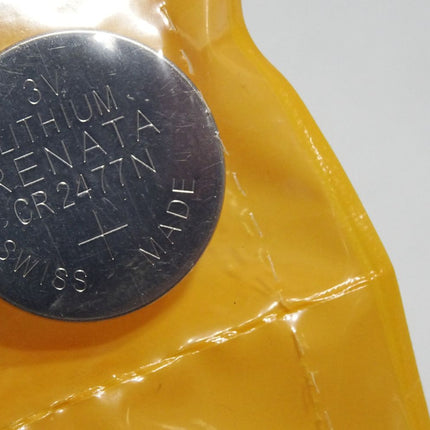 3V
LITHIUM
RENATA
CR2477N
+
SWISS MADE